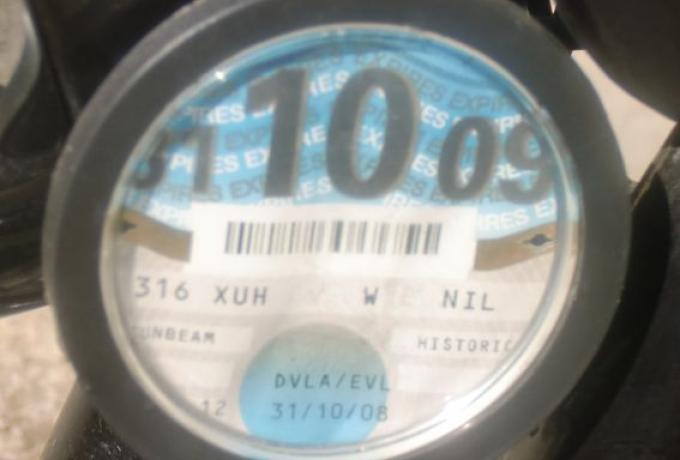 31 10 09
316 XUH W NIL
SUNBEAM HISTORIC
DVLA/EVL
12 31/10/08